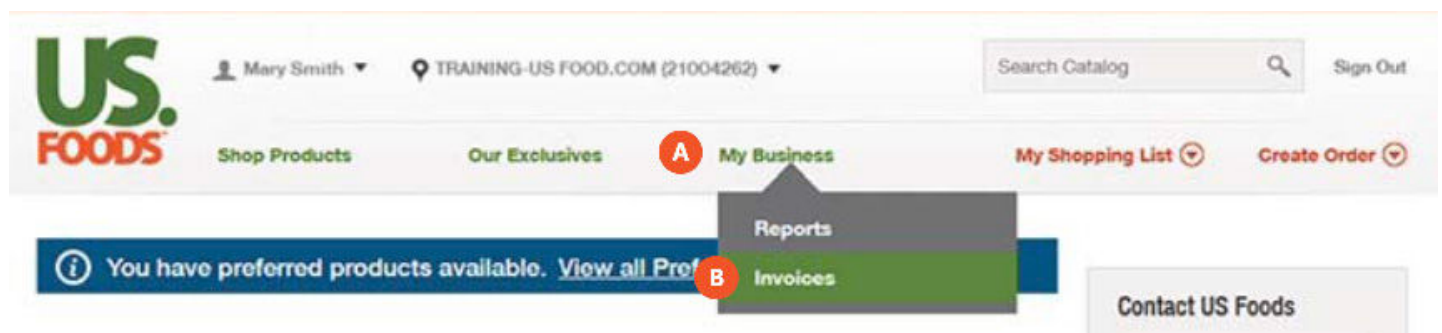 US.
FOODS
Mary Smith
TRAINING-US FOOD.COM (21004262)
Search Catalog
Sign Out
Shop Products
Our Exclusives
A
My Business
My Shopping List
Create Order
Reports
i You have preferred products available. View all Pref
B
Invoices
Contact US Foods